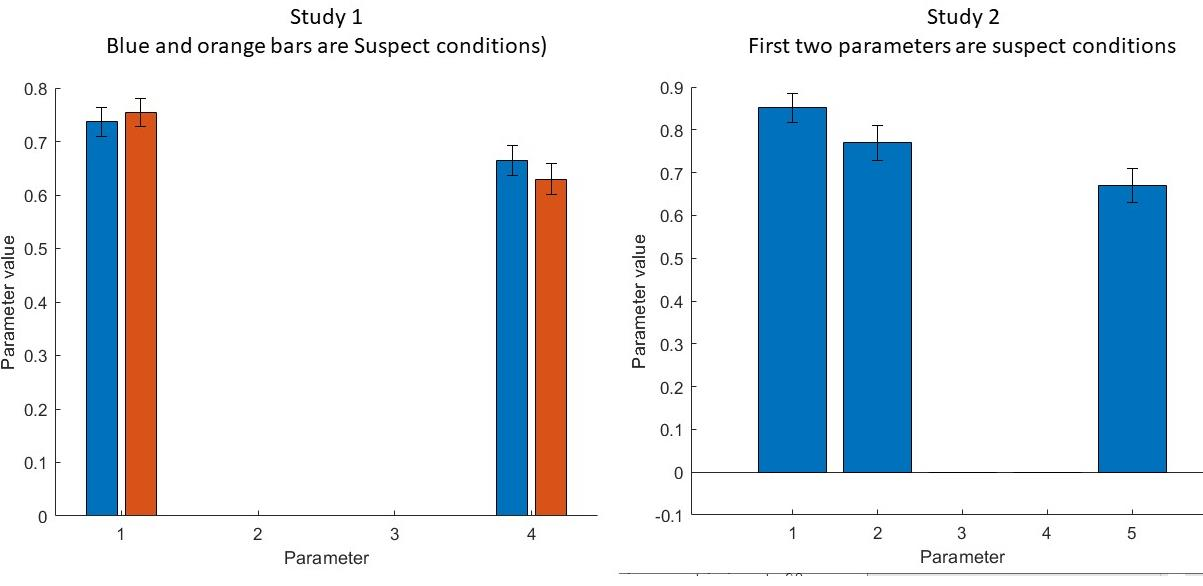 Study 1
Blue and orange bars are Suspect conditions)
0.8
0.7
0.6
0.5
0.4
0.3
0.2
0.1
0
Parameter value
1 2 3 4
Parameter
Study 2
First two parameters are suspect conditions
0.9
0.8
0.7
0.6
0.5
0.4
0.3
0.2
0.1
0
-0.1
Parameter value
1 2 3 4 5
Parameter